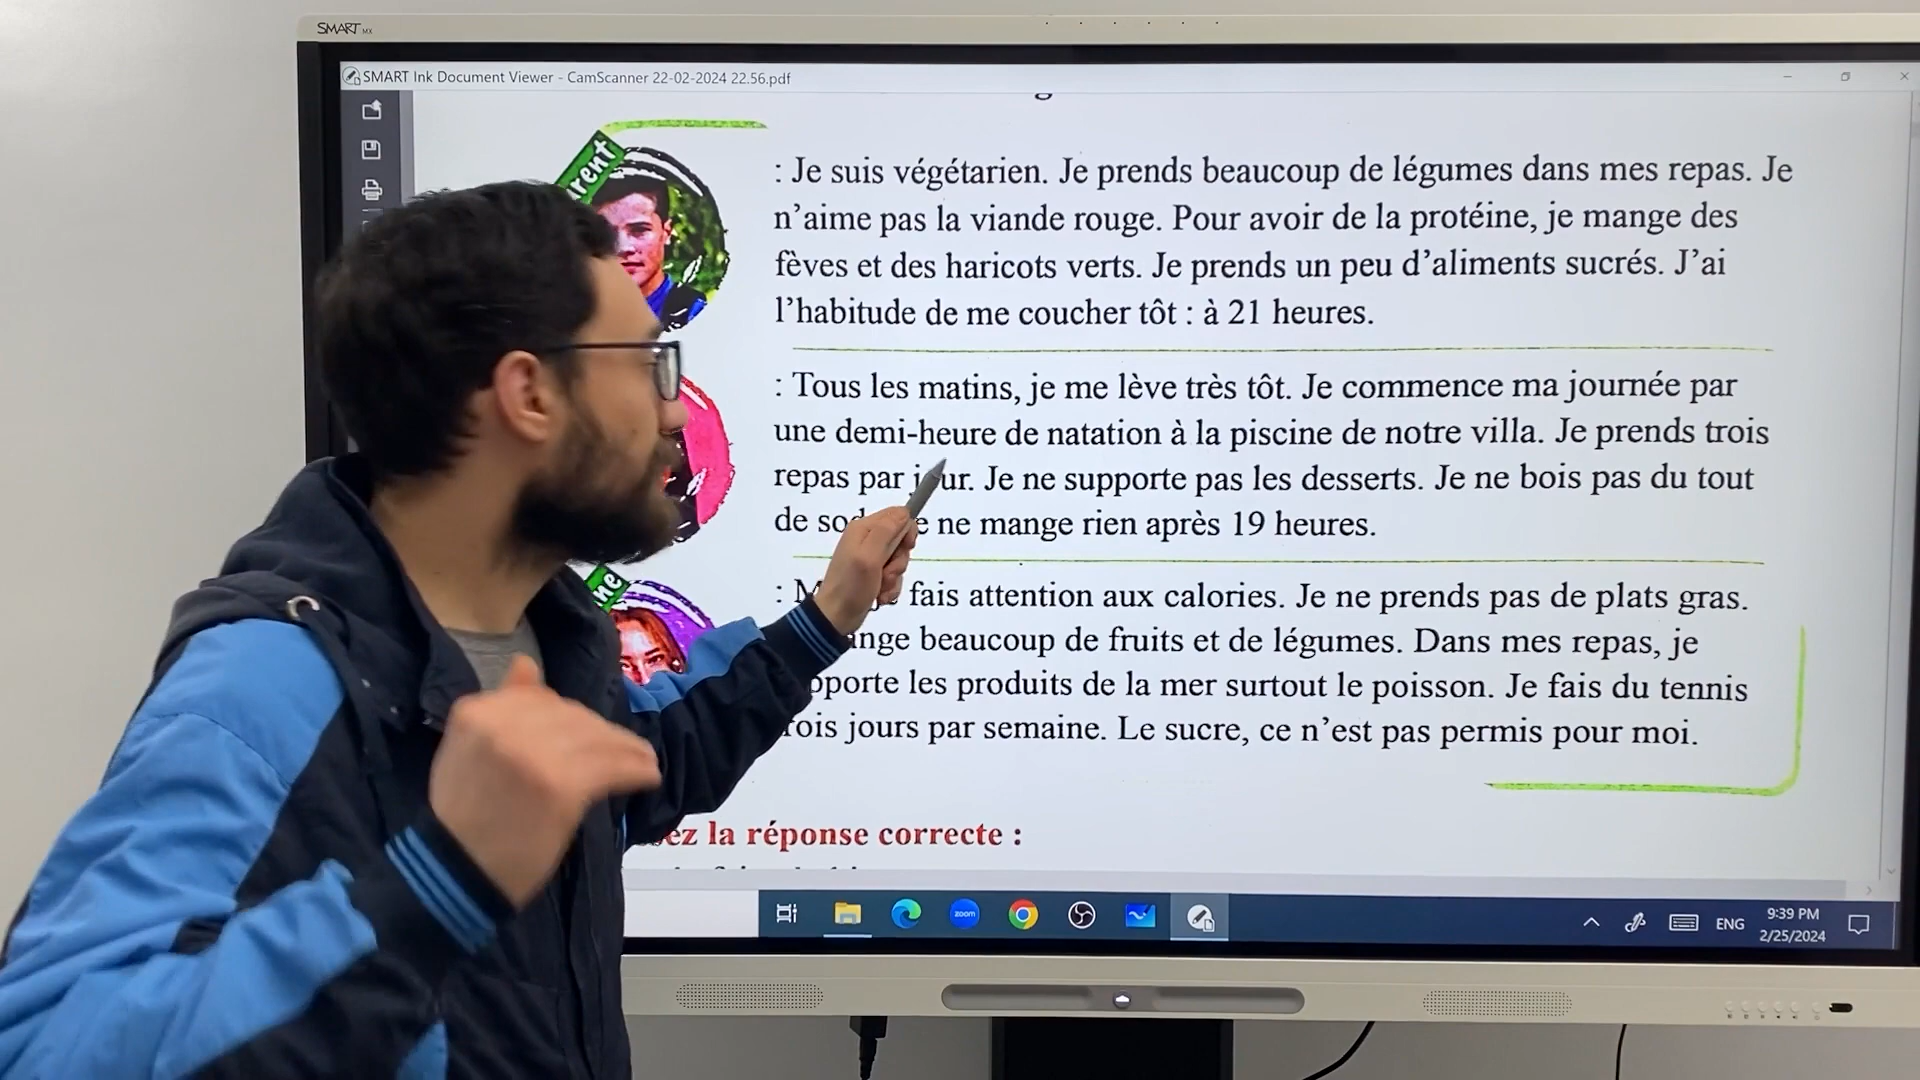 SMART MX
SMART Ink Document Viewer - CamScanner 22-02-2024 22.56.pdf
rent
: Je suis végétarien. Je prends beaucoup de légumes dans mes repas. Je
n'aime pas la viande rouge. Pour avoir de la protéine, je mange des
fèves et des haricots verts. Je prends un peu d'aliments sucrés. J'ai
l'habitude de me coucher tôt : à 21 heures.
: Tous les matins, je me lève très tôt. Je commence ma journée par
une demi-heure de natation à la piscine de notre villa. Je prends trois
repas par jour. Je ne supporte pas les desserts. Je ne bois pas du tout
de so ne mange rien après 19 heures.
me
: fais attention aux calories. Je ne prends pas de plats gras.
ange beaucoup de fruits et de légumes. Dans mes repas, je
pporte les produits de la mer surtout le poisson. Je fais du tennis
rois jours par semaine. Le sucre, ce n'est pas permis pour moi.
ez la réponse correcte :
zoom
ENG
9:39 PM
2/25/2024